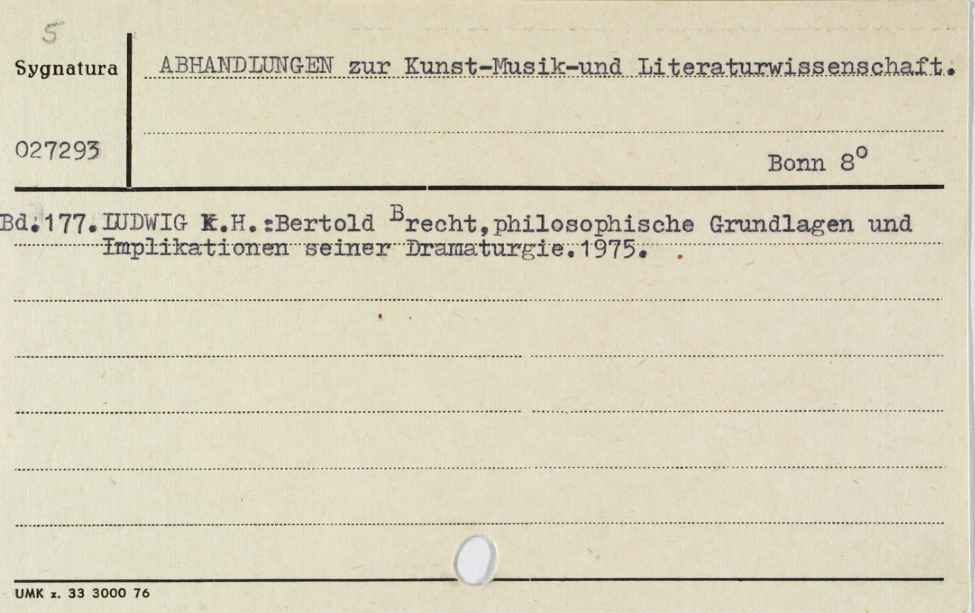 5
Sygnatura
ABHANDLUNGEN zur Kunst-Musik-und Literaturwissenschaft.
027293
Bonn 8°
Bd.177.LUDWIG K.H.:Bertold Brecht,philosophische Grundlagen und
Implikationen seiner Dramaturgie.1975.
UMK z. 33 3000 76